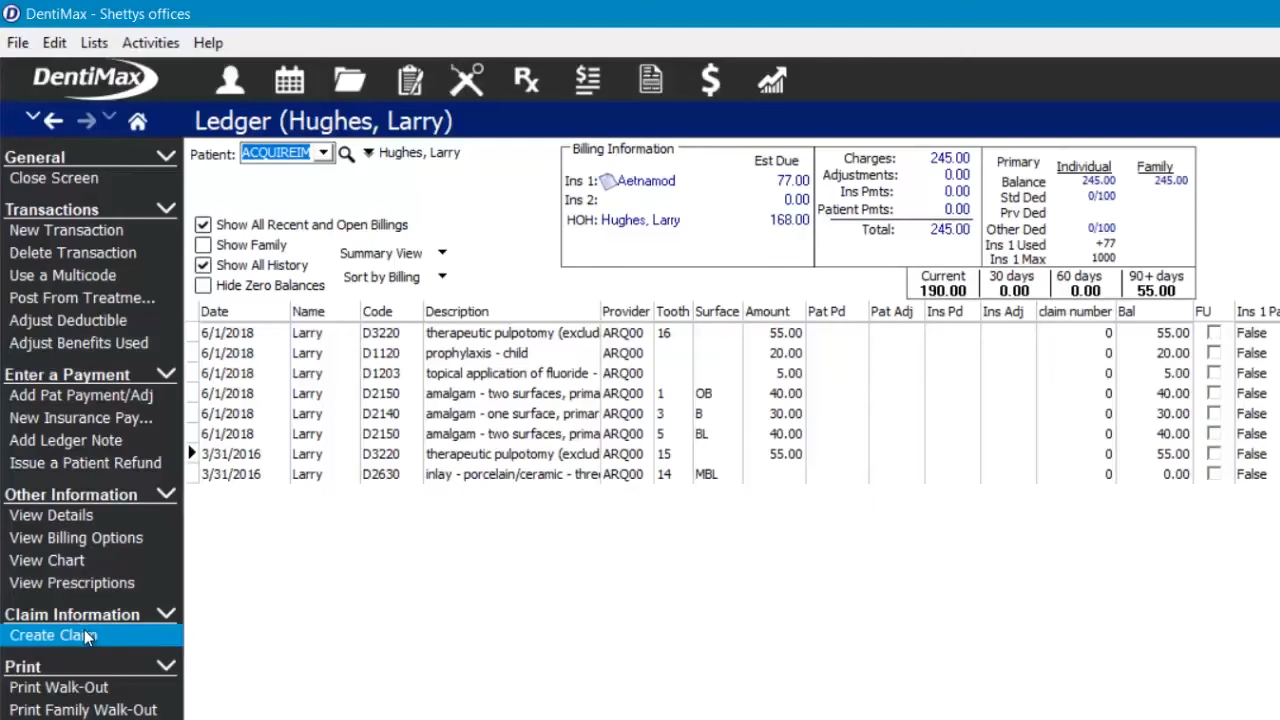 DentiMax - Shettys offices
File Edit Lists Activities Help
DentiMax Rx
Ledger (Hughes, Larry)
General
Close Screen
Transactions
New Transaction
Delete Transaction
Use a Multicode
Post From Treatme...
Adjust Deductible
Adjust Benefits Used
Enter a Payment
Add Pat Payment/Adj
New Insurance Pay...
Add Ledger Note
Issue a Patient Refund
Other Information
View Details
View Billing Options
View Chart
View Prescriptions
Claim Information
Create Claim
Print
Print Walk-Out
Print Family Walk-Out
Patient: ACQUIREIM Hughes, Larry
Show All Recent and Open Billings
Show Family
Show All History
Hide Zero Balances
Summary View
Sort by Billing
Billing Information
Est Due
Ins 1: Aetnamod 77.00
Ins 2: 0.00
HOH: Hughes, Larry 168.00
Charges: 245.00
Adjustments: 0.00
Ins Pmts: 0.00
Patient Pmts: 0.00
Total: 245.00
Primary Individual Family
Balance 245.00 245.00
Std Ded 0/100
Prv Ded
Other Ded 0/100
Ins 1 Used +77
Ins 1 Max 1000
Current 30 days 60 days 90+ days
190.00 0.00 0.00 55.00
Date Name Code Description Provider Tooth Surface Amount Pat Pd Pat Adj Ins Pd Ins Adj claim number Bal FU Ins 1 Pa
6/1/2018 Larry D3220 therapeutic pulpotomy (exclud ARQ00 16 55.00 0 55.00 False
6/1/2018 Larry D1120 prophylaxis - child ARQ00 20.00 0 20.00 False
6/1/2018 Larry D1203 topical application of fluoride - ARQ00 5.00 0 5.00 False
6/1/2018 Larry D2150 amalgam - two surfaces, prima ARQ00 1 OB 40.00 0 40.00 False
6/1/2018 Larry D2140 amalgam - one surface, primar ARQ00 3 B 30.00 0 30.00 False
6/1/2018 Larry D2150 amalgam - two surfaces, prima ARQ00 5 BL 40.00 0 40.00 False
3/31/2016 Larry D3220 therapeutic pulpotomy (exclud ARQ00 15 55.00 0 55.00 False
3/31/2016 Larry D2630 inlay - porcelain/ceramic - thre ARQ00 14 MBL 0 0.00 False